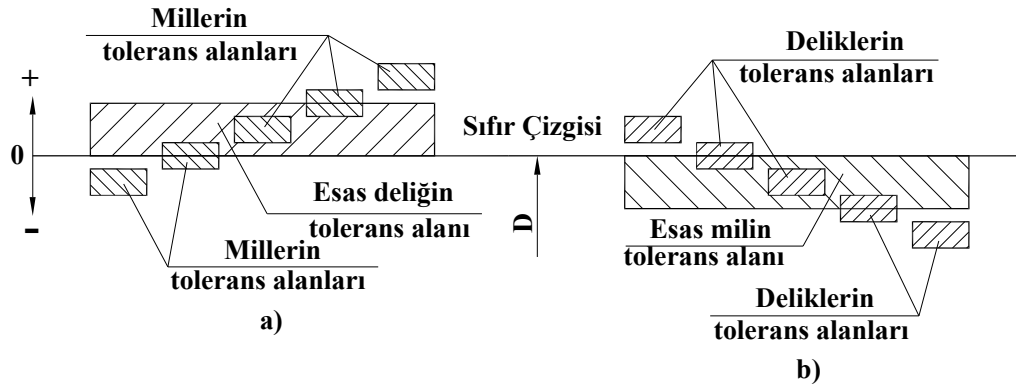 Millerin
tolerans alanları
+
0
-
Esas deliğin
tolerans alanı
Millerin
tolerans alanları
a)
Sıfır Çizgisi
D
Deliklerin
tolerans alanları
Esas milin
tolerans alanı
Deliklerin
tolerans alanları
b)